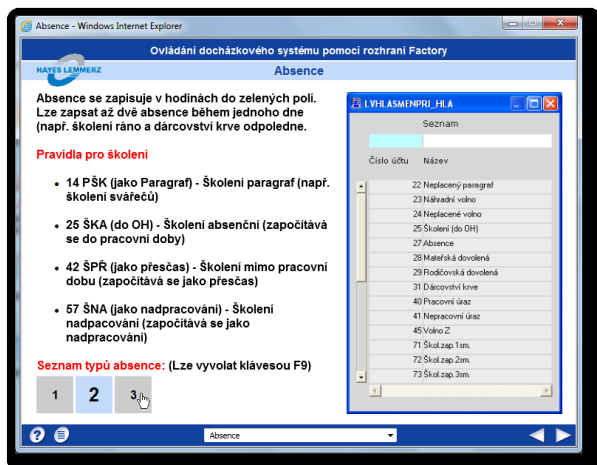 Absence - Windows Internet Explorer
Ovládání docházkového systému pomocí rozhraní Factory
HAYES LEMMERZ
Absence
Absence se zapisuje v hodinách do zelených polí.
Lze zapsat až dvě absence během jednoho dne
(např. školení ráno a dárcovství krve odpoledne.
Pravidla pro školení
• 14 PŠK (jako Paragraf) - Školení paragraf (např.
školení svářečů)
• 25 ŠKA (do OH) - Školení absenční (započítává
se do pracovní doby)
• 42 ŠPŘ (jako přesčas) - Školení mimo pracovní
dobu (započítává se jako přesčas)
• 57 ŠNA (jako nadpracování) - Školení
nadpacování (započítává se jako
nadpracování)
Seznam typů absence: (Lze vyvolat klávesou F9)
1 2 3
LVHLASMENPRI_HLA
Seznam
Číslo účtu Název
22 Neplacený paragraf
23 Náhradní volno
24 Neplacené volno
25 Školení (do OH)
27 Absence
28 Mateřská dovolená
29 Rodičovská dovolená
31 Dárcovství krve
40 Pracovní úraz
41 Nepracovní úraz
45 Volno Z
71 Škol.zap.1sm.
72 Škol.zap.2sm.
73 Škol.zap.3sm.
Absence